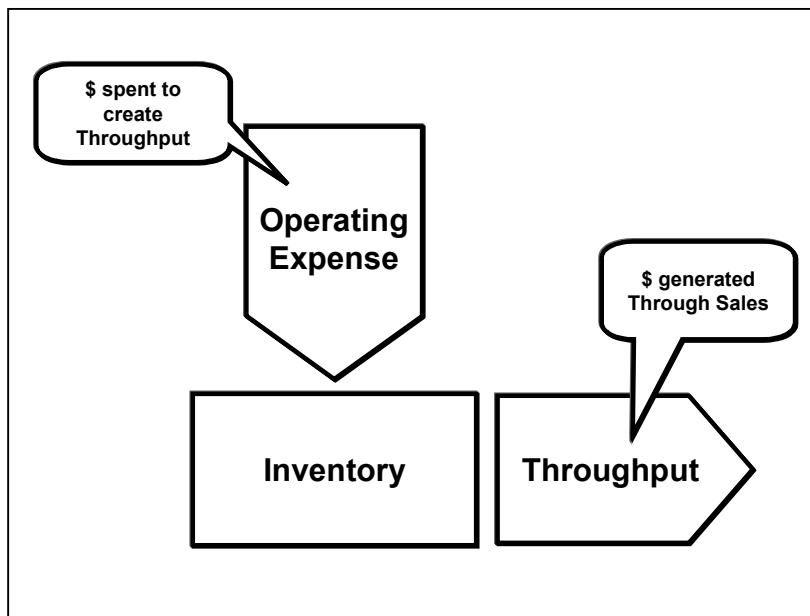 $ spent to
create
Throughput
Operating
Expense
$ generated
Through Sales
Inventory
Throughput